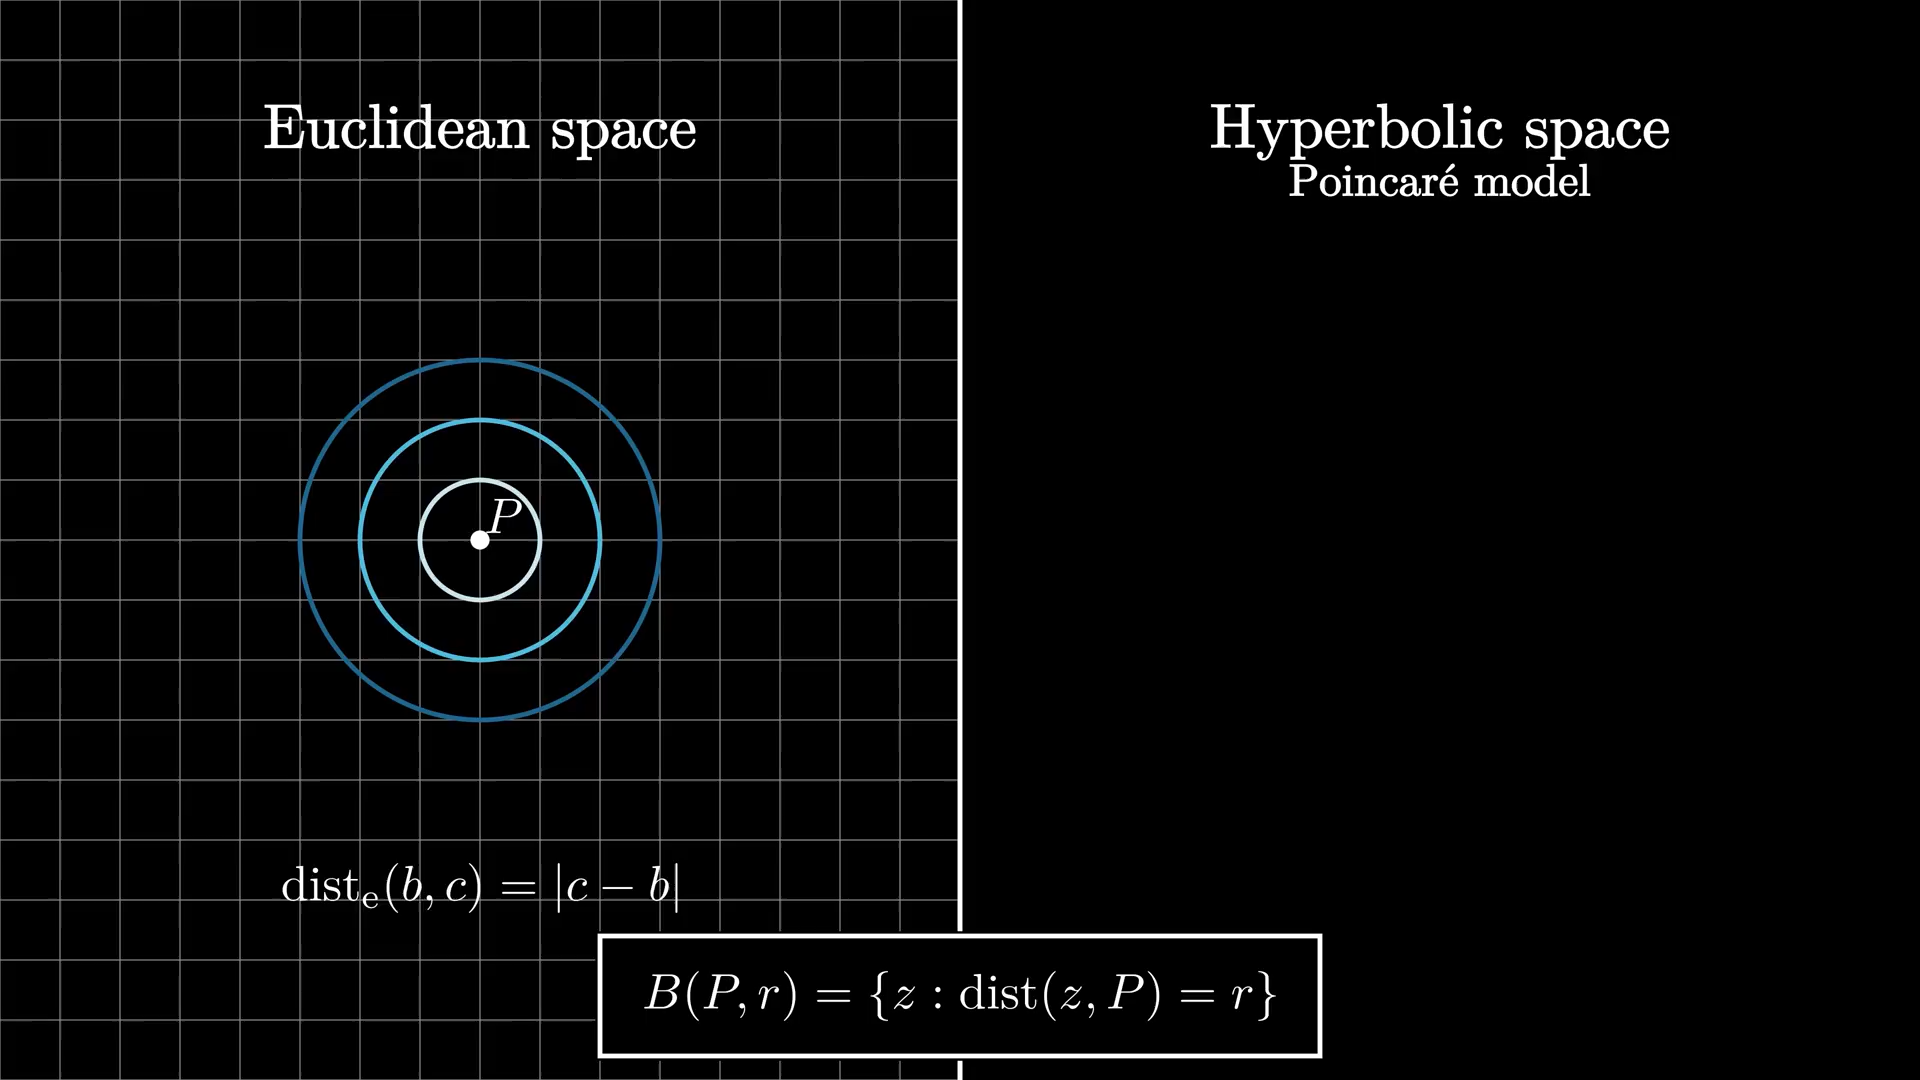 Euclidean space
Hyperbolic space
Poincaré model
P
dist_e(b, c) = |c − b|
B(P, r) = {z : dist(z, P) = r}